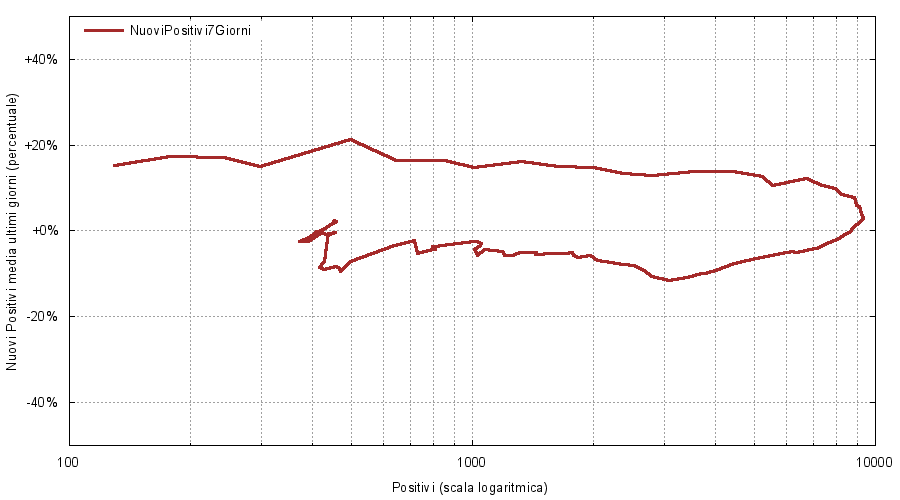 NuoviPositivi7Giorni
+40%
+20%
+0%
-20%
-40%
Nuovi Positivi media ultimi giorni (percentuale)
100 1000 10000
Positivi (scala logaritmica)